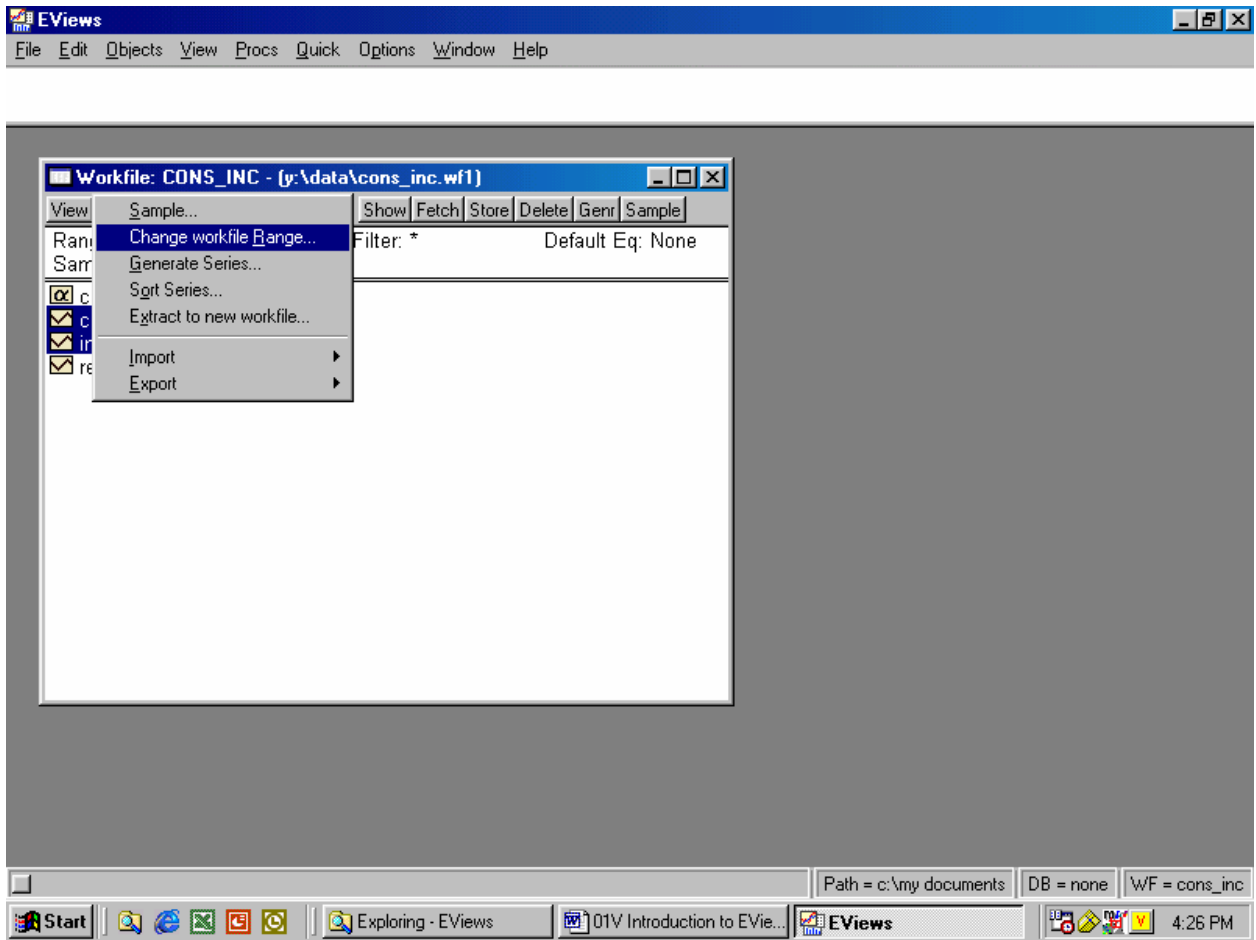 EViews
File Edit Objects View Procs Quick Options Window Help
Workfile: CONS_INC - (y:\data\cons_inc.wf1)
View Show Fetch Store Delete Genr Sample
Filter: * Default Eq: None
Sample...
Change workfile Range...
Generate Series...
Sort Series...
Extract to new workfile...
Import
Export
c
c
in
re
Path = c:\my documents DB = none WF = cons_inc
Start Exploring - EViews 01V Introduction to EVie... EViews 4:26 PM